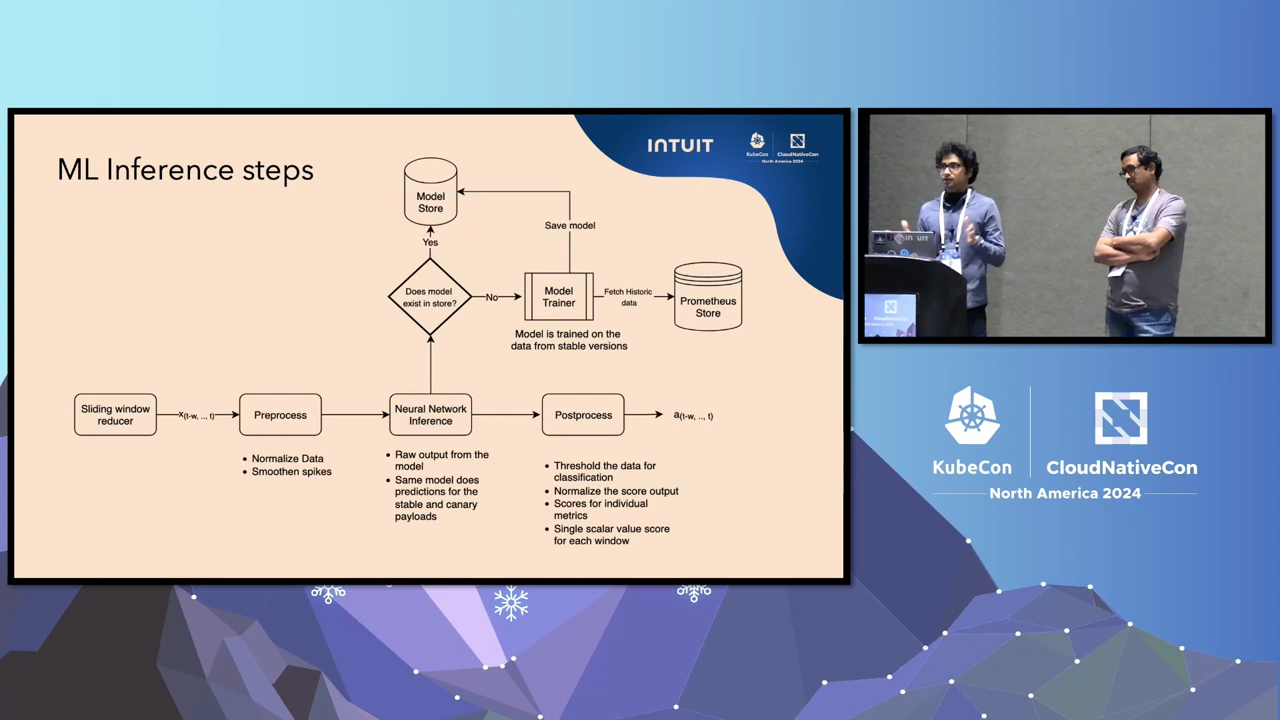 ML Inference steps
INTUIT
KubeCon
CloudNativeCon
North America 2024
Model
Store
Save model
Yes
Does model
exist in store?
No
Model
Trainer
Fetch Historic
data
Prometheus
Store
Model is trained on the
data from stable versions
Sliding window
reducer
x(t-w, .., t)
Preprocess
Neural Network
Inference
Postprocess
a(t-w, .., t)
• Normalize Data
• Smoothen spikes
• Raw output from the
model
• Same model does
predictions for the
stable and canary
payloads
• Threshold the data for
classification
• Normalize the score output
• Scores for individual
metrics
• Single scalar value score
for each window
INTUIT
KubeCon
CloudNativeCon
North America 2024